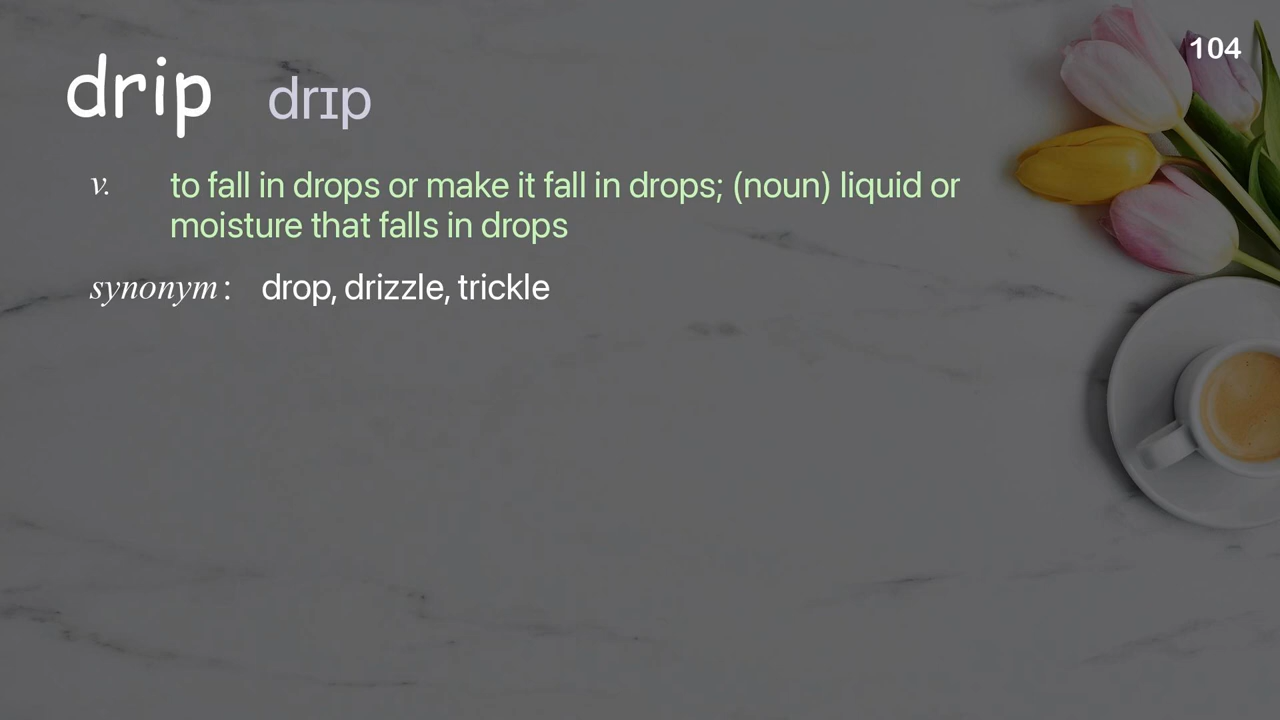 104
drip drɪp
v. to fall in drops or make it fall in drops; (noun) liquid or
moisture that falls in drops
synonym : drop, drizzle, trickle